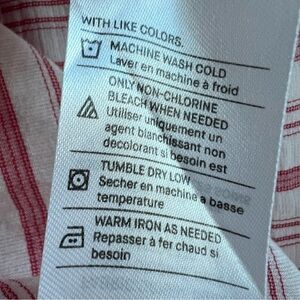 WITH LIKE COLORS.
MACHINE WASH COLD
Laver en machine à froid
ONLY NON-CHLORINE
BLEACH WHEN NEEDED
Utiliser uniquement un
agent blanchissant non
decolorant si besoin est
TUMBLE DRY LOW
Secher en machine a basse
temperature
WARM IRON AS NEEDED
Repasser à fer chaud si
besoin